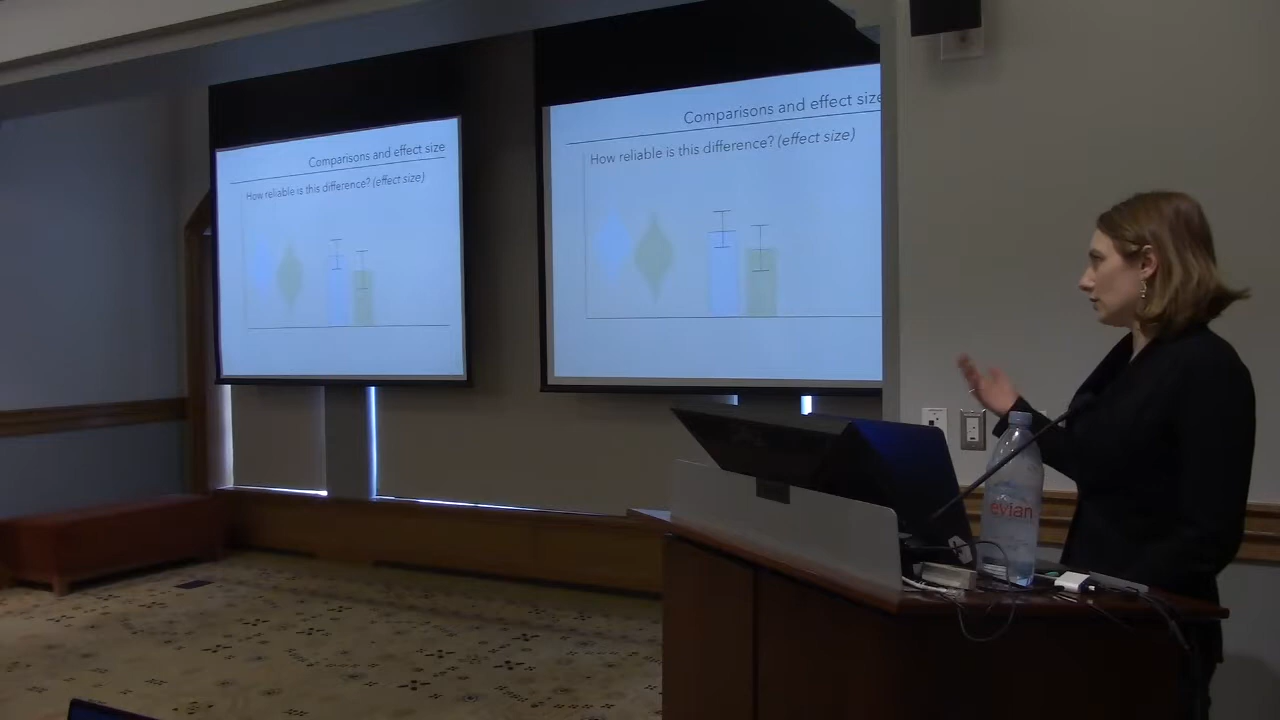 Comparisons and effect size
How reliable is this difference? (effect size)
Comparisons and effect size
How reliable is this difference? (effect size)
evian